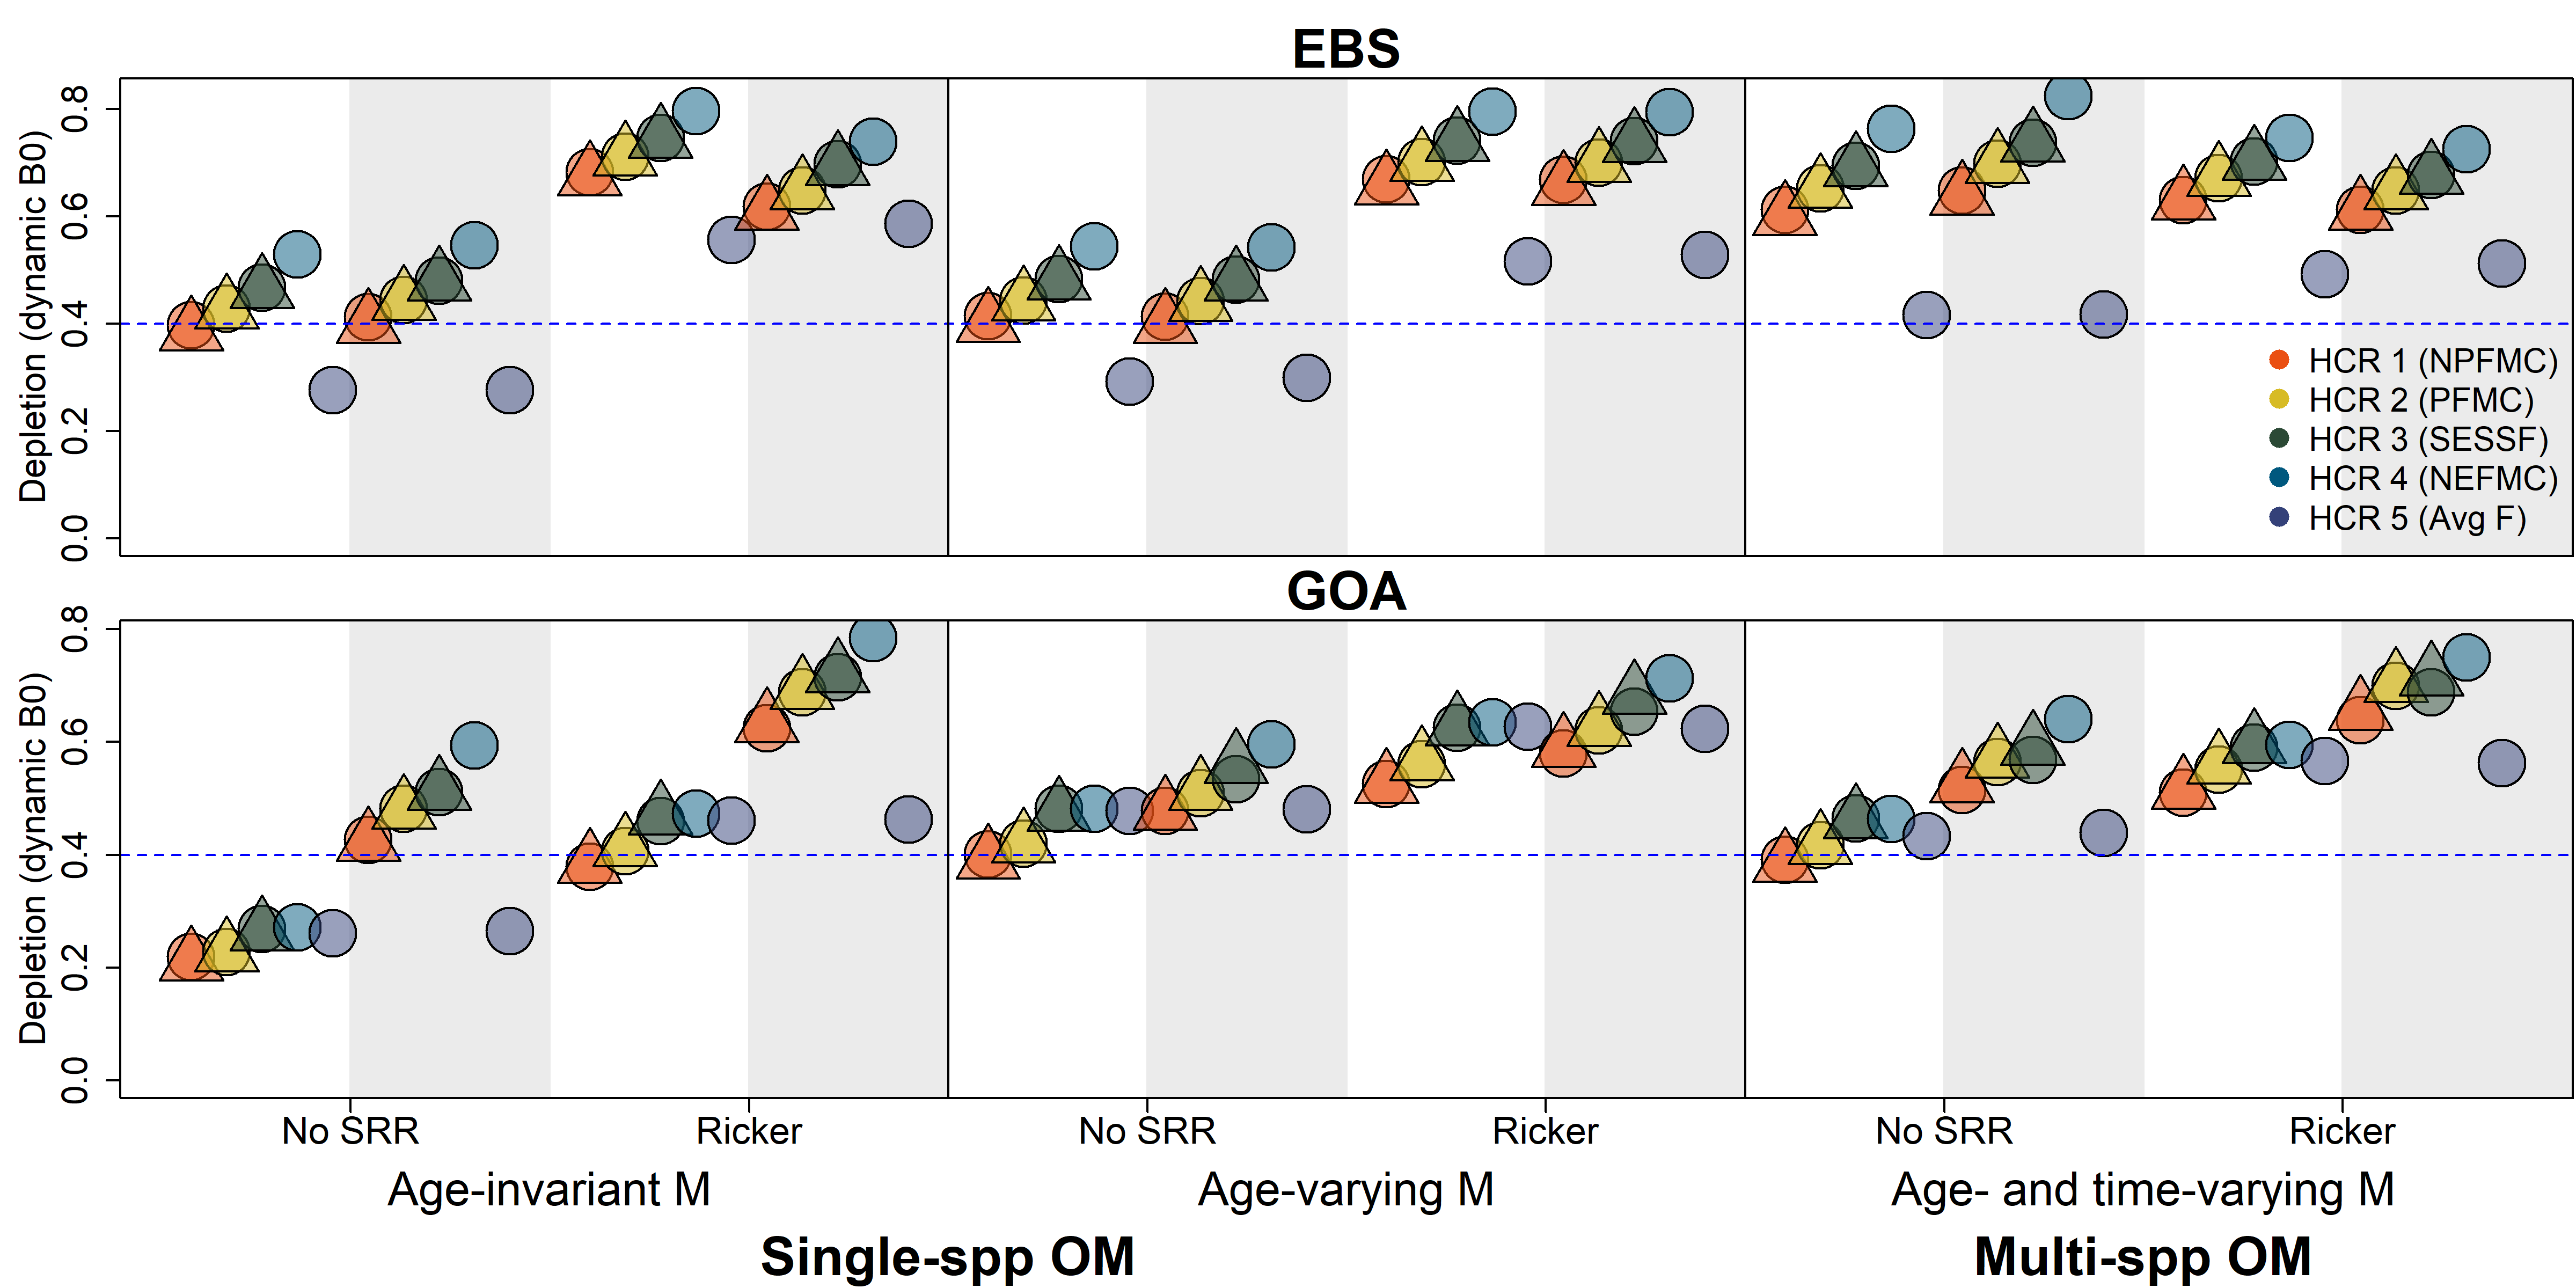 EBS
Depletion (dynamic B0)
0.8
0.6
0.4
0.2
0.0
HCR 1 (NPFMC)
HCR 2 (PFMC)
HCR 3 (SESSF)
HCR 4 (NEFMC)
HCR 5 (Avg F)
GOA
Depletion (dynamic B0)
0.8
0.6
0.4
0.2
0.0
No SRR Ricker No SRR Ricker No SRR Ricker
Age-invariant M Age-varying M Age- and time-varying M
Single-spp OM Multi-spp OM